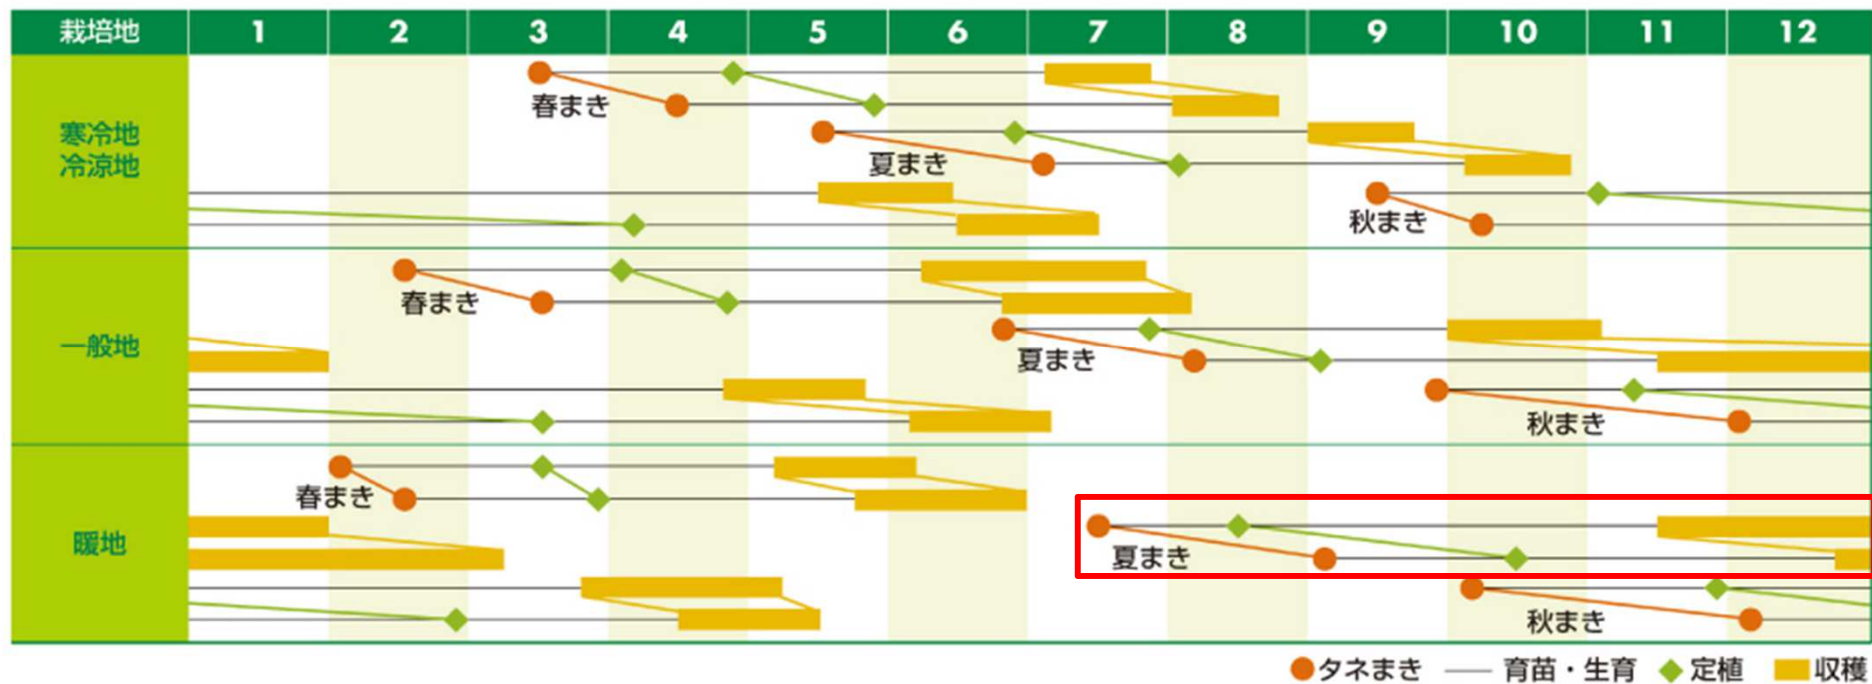 栽培地 1 2 3 4 5 6 7 8 9 10 11 12
寒冷地
冷涼地
春まき
夏まき
秋まき
一般地
春まき
夏まき
秋まき
暖地
春まき
夏まき
秋まき
タネまき 育苗・生育 定植 収穫